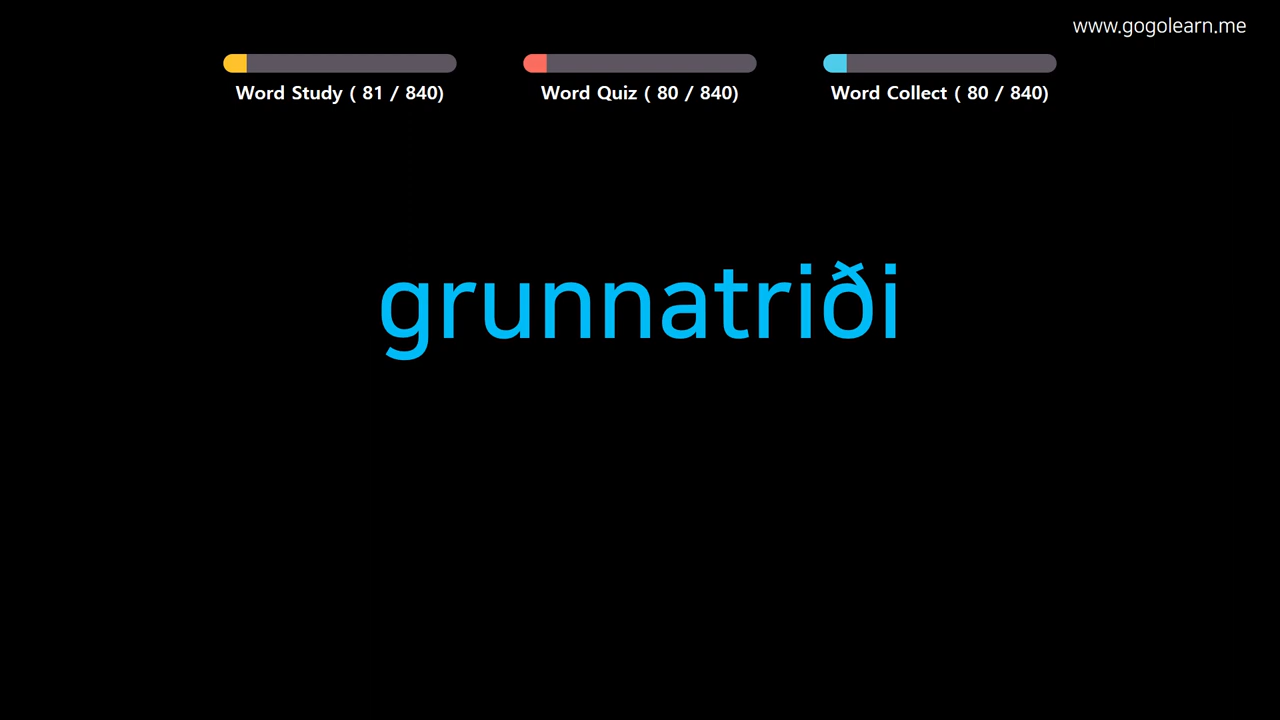 www.gogolearn.me
Word Study ( 81 / 840)
Word Quiz ( 80 / 840)
Word Collect ( 80 / 840)
grunnatriði